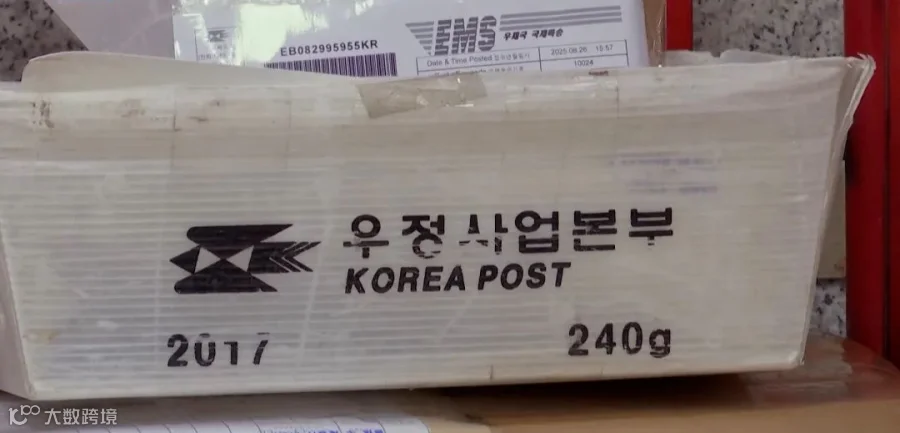 EMS 우체국 국제특송
EB082995955KR
Date & Time Posted
2025.08.26 15:57
10024
우정사업본부
KOREA POST
2017
240g
大数跨境